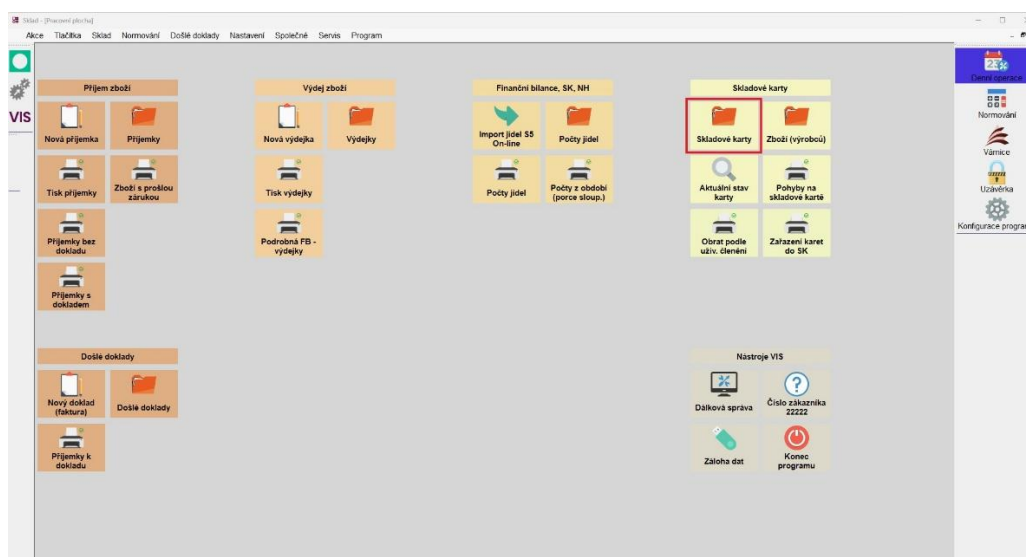 Sklad - [Pracovní plocha]
Akce Tlačítka Sklad Normování Došlé doklady Nastavení Společné Servis Program
VIS
Příjem zboží
Nová příjemka
Příjemky
Tisk příjemky
Zboží s prošlou
zárukou
Příjemky bez
dokladu
Příjemky s
dokladem
Výdej zboží
Nová výdejka
Výdejky
Tisk výdejky
Podrobná FB -
výdejky
Finanční bilance, SK, NH
Import jídel S5
On-line
Počty jídel
Počty jídel
Počty z období
(porce sloup.)
Skladové karty
Skladové karty
Zboží (výrobců)
Aktuální stav
karty
Pohyby na
skladové kartě
Obrat podle
uživ. členění
Zařazení karet
do SK
Došlé doklady
Nový doklad
(faktura)
Došlé doklady
Příjemky k
dokladu
Nástroje VIS
Dálková správa
Číslo zákazníka
22222
Záloha dat
Konec
programu
Denní operace
Normování
Várnice
Uzávěrka
Konfigurace progra